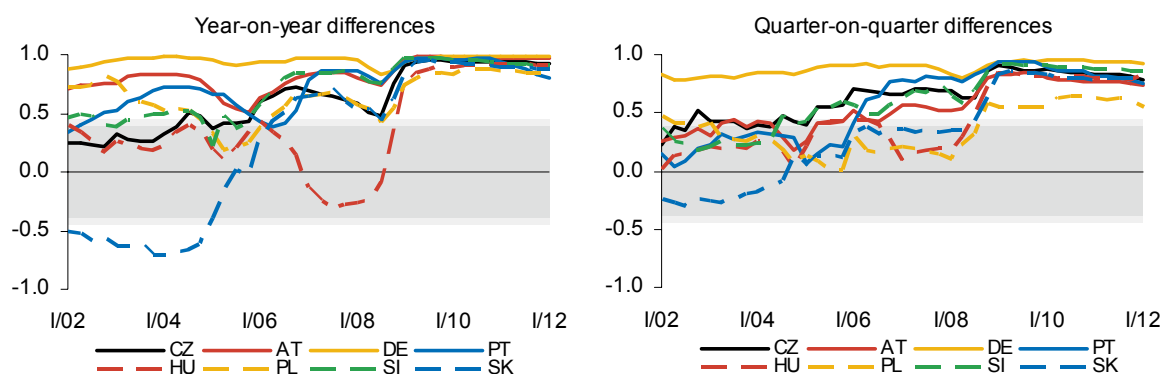 Year-on-year differences
1.0
0.5
0.0
-0.5
-1.0
I/02 I/04 I/06 I/08 I/10 I/12
CZ AT DE PT
HU PL SI SK
Quarter-on-quarter differences
1.0
0.5
0.0
-0.5
-1.0
I/02 I/04 I/06 I/08 I/10 I/12
CZ AT DE PT
HU PL SI SK